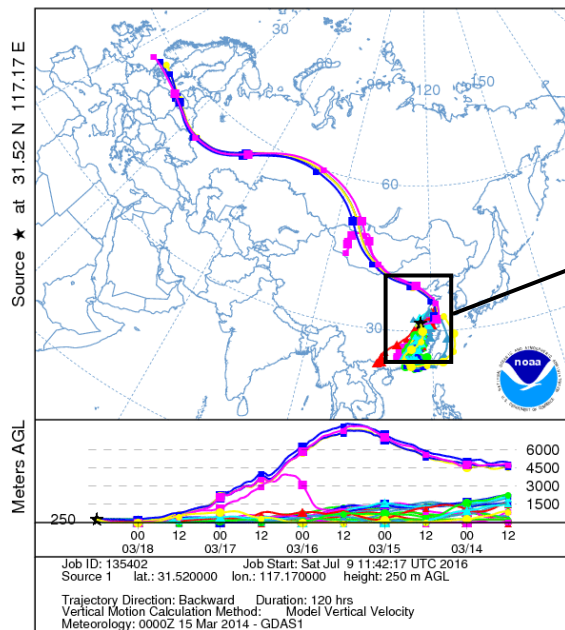 30
150
120
90
60
30
Source ★ at 31.52 N 117.17 E
noaa
Meters AGL
6000
4500
3000
1500
250
00 12 00 12 00 12 00 12 00 12
03/18 03/17 03/16 03/15 03/14
Job ID: 135402 Job Start: Sat Jul 9 11:42:17 UTC 2016
Source 1 lat.: 31.520000 lon.: 117.170000 height: 250 m AGL
Trajectory Direction: Backward Duration: 120 hrs
Vertical Motion Calculation Method: Model Vertical Velocity
Meteorology: 0000Z 15 Mar 2014 - GDAS1